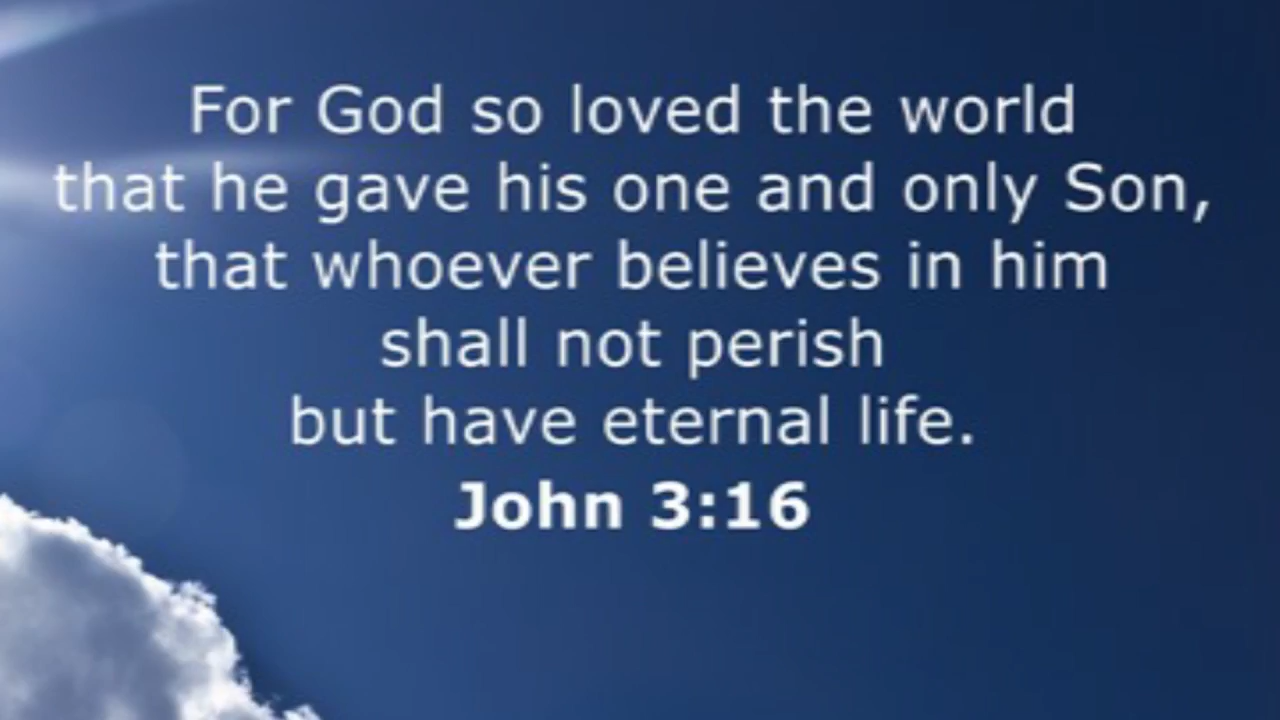 For God so loved the world
that he gave his one and only Son,
that whoever believes in him
shall not perish
but have eternal life.
John 3:16